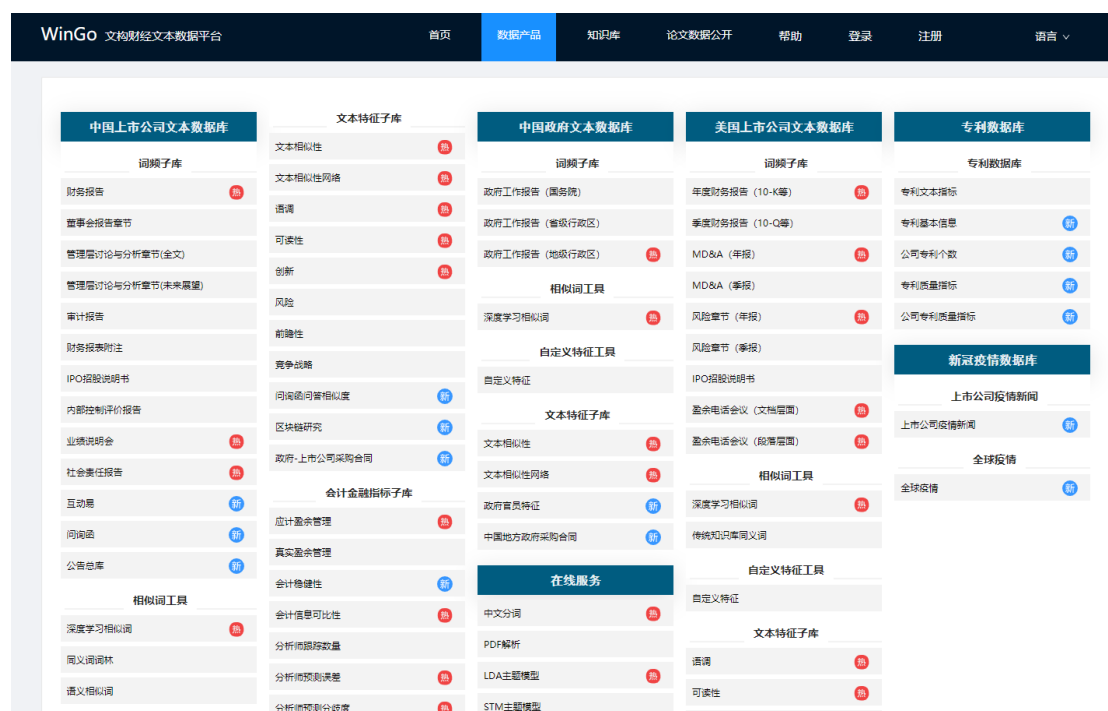 WinGo 文构财经文本数据平台
首页
数据产品
知识库
论文数据公开
帮助
登录
注册
语言
中国上市公司文本数据库
词频子库
财务报告 热
董事会报告章节
管理层讨论与分析章节(全文)
管理层讨论与分析章节(未来展望)
审计报告
财务报表附注
IPO招股说明书
内部控制评价报告
业绩说明会 热
社会责任报告 热
互动易 新
问询函 新
公告总库 新
相似词工具
深度学习相似词 热
同义词词林
语义相似词
文本特征子库
文本相似性 热
文本相似性网络 热
语调 热
可读性 热
创新 热
风险
前瞻性
竞争战略
问询函问答相似度 新
区块链研究 新
政府-上市公司采购合同 新
会计金融指标子库
应计盈余管理 热
真实盈余管理
会计稳健性 新
会计信息可比性 热
分析师跟踪数量
分析师预测误差 热
分析师预测分歧度 热
中国政府文本数据库
词频子库
政府工作报告（国务院）
政府工作报告（省级行政区）
政府工作报告（地级行政区） 热
相似词工具
深度学习相似词 热
自定义特征工具
自定义特征
文本特征子库
文本相似性 热
文本相似性网络 热
政府官员特征 新
中国地方政府采购合同 新
在线服务
中文分词 热
PDF解析
LDA主题模型 热
STM主题模型
美国上市公司文本数据库
词频子库
年度财务报告（10-K等） 热
季度财务报告（10-Q等）
MD&A（年报） 热
MD&A（季报）
风险章节（年报） 热
风险章节（季报）
IPO招股说明书
盈余电话会议（文档层面） 热
盈余电话会议（段落层面） 热
相似词工具
深度学习相似词 热
传统知识库同义词
自定义特征工具
自定义特征
文本特征子库
语调 热
可读性 热
专利数据库
专利数据库
专利文本指标
专利基本信息 新
公司专利个数 新
专利质量指标 新
公司专利质量指标 新
新冠疫情数据库
上市公司疫情新闻
上市公司疫情新闻 新
全球疫情
全球疫情 新